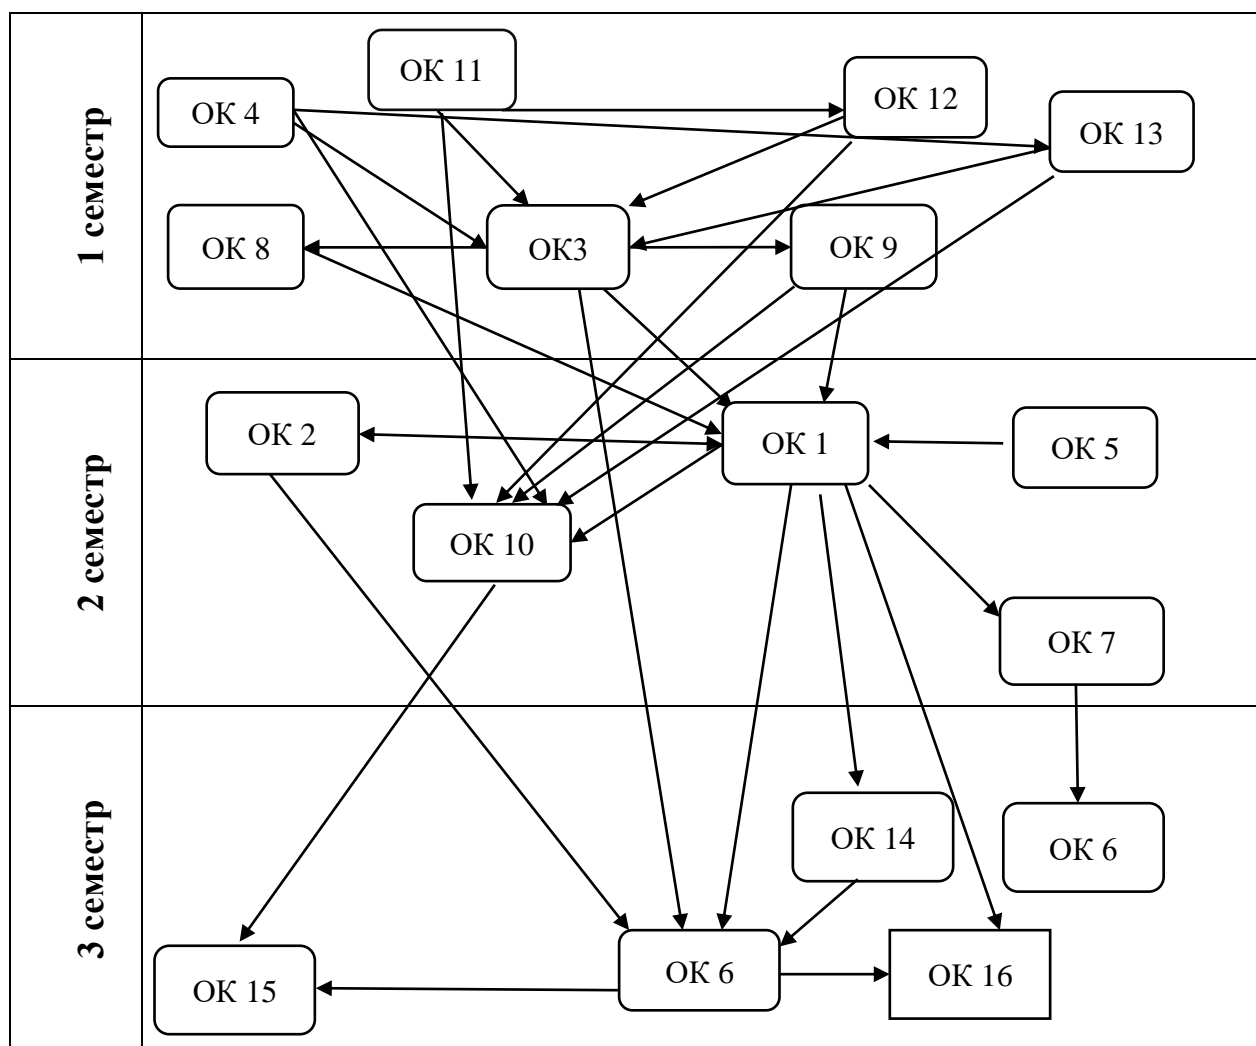 1 семестр
ОК 11
ОК 4
ОК 12
ОК 13
ОК 8
ОК3
ОК 9
2 семестр
ОК 2
ОК 1
ОК 5
ОК 10
ОК 7
3 семестр
ОК 14
ОК 6
ОК 15
ОК 6
ОК 16